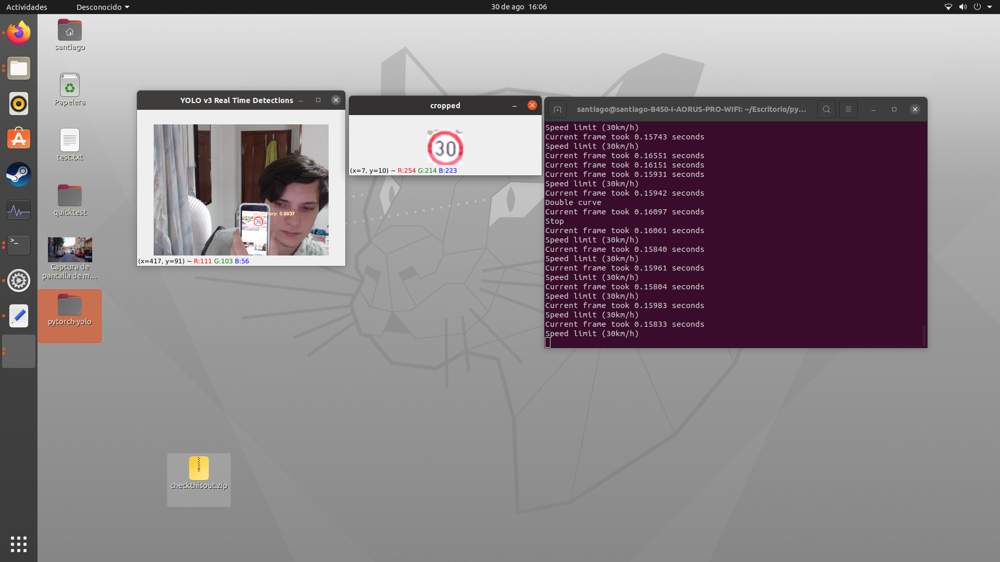 Actividades
Desconocido
30 de ago 16:06
santiago
Papelera
test.txt
quicktest
Captura de
pantalla de m...
pytorch-yolo
checkthisout.zip
YOLO v3 Real Time Detections
prohibitory: 0.9937
30
(x=417, y=91) ~ R:111 G:103 B:56
cropped
30
(x=7, y=10) ~ R:254 G:214 B:223
santiago@santiago-B450-I-AORUS-PRO-WIFI: ~/Escritorio/py...
Speed limit (30km/h)
Current frame took 0.15743 seconds
Speed limit (30km/h)
Current frame took 0.16551 seconds
Current frame took 0.16151 seconds
Current frame took 0.15931 seconds
Speed limit (30km/h)
Current frame took 0.15942 seconds
Double curve
Current frame took 0.16097 seconds
Stop
Current frame took 0.16061 seconds
Speed limit (30km/h)
Current frame took 0.15840 seconds
Speed limit (30km/h)
Current frame took 0.15961 seconds
Speed limit (30km/h)
Current frame took 0.15804 seconds
Speed limit (30km/h)
Current frame took 0.15983 seconds
Speed limit (30km/h)
Current frame took 0.15833 seconds
Speed limit (30km/h)